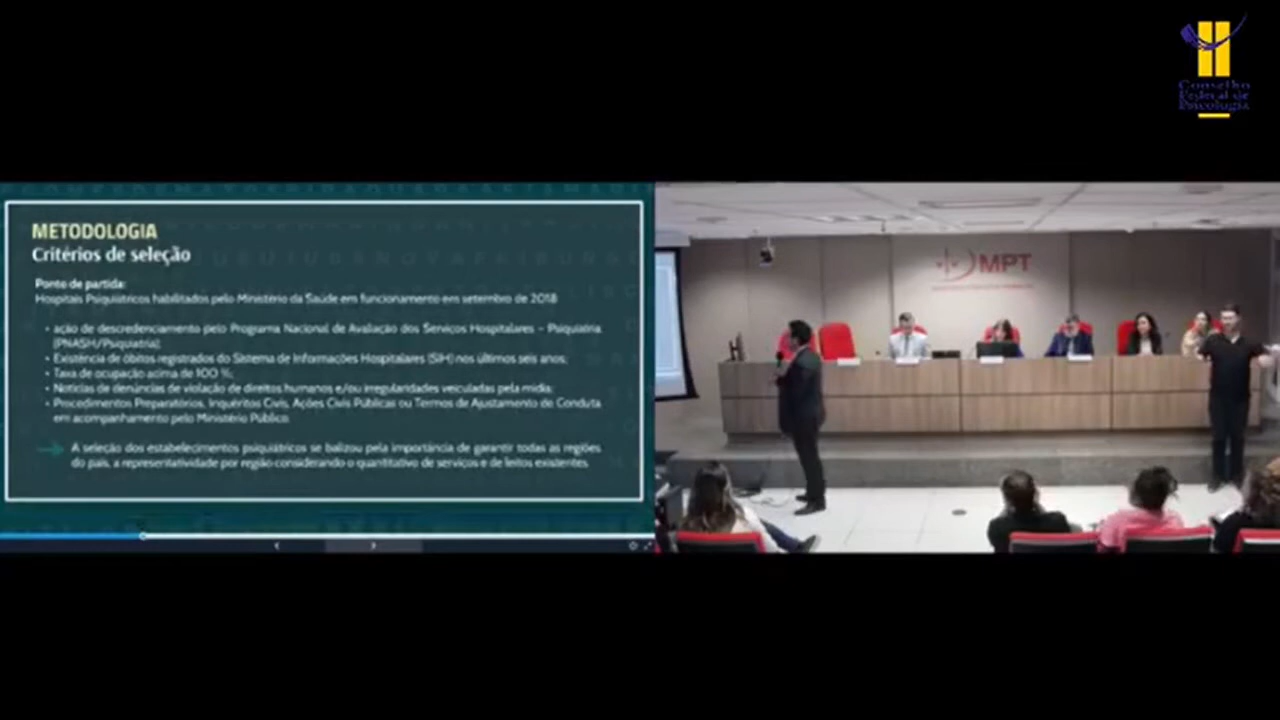 Conselho
Federal de
Psicologia
METODOLOGIA
Critérios de seleção
Ponto de partida:
Hospitais Psiquiátricos habilitados pelo Ministério da Saúde em funcionamento em setembro de 2018
• ação de descredenciamento pelo Programa Nacional de Avaliação dos Serviços Hospitalares – Psiquiatria
(PNASH/Psiquiatria);
• Existência de óbitos registrados do Sistema de Informações Hospitalares (SIH) nos últimos seis anos;
• Taxa de ocupação acima de 100 %;
• Notícias de denúncias de violação de direitos humanos e/ou irregularidades veiculadas pela mídia;
• Procedimentos Preparatórios, Inquéritos Civis, Ações Civis Públicas ou Termos de Ajustamento de Conduta
em acompanhamento pelo Ministério Público.
A seleção dos estabelecimentos psiquiátricos se balizou pela importância de garantir todas as regiões
do país, a representatividade por região considerando o quantitativo de serviços e de leitos existentes.
MPT